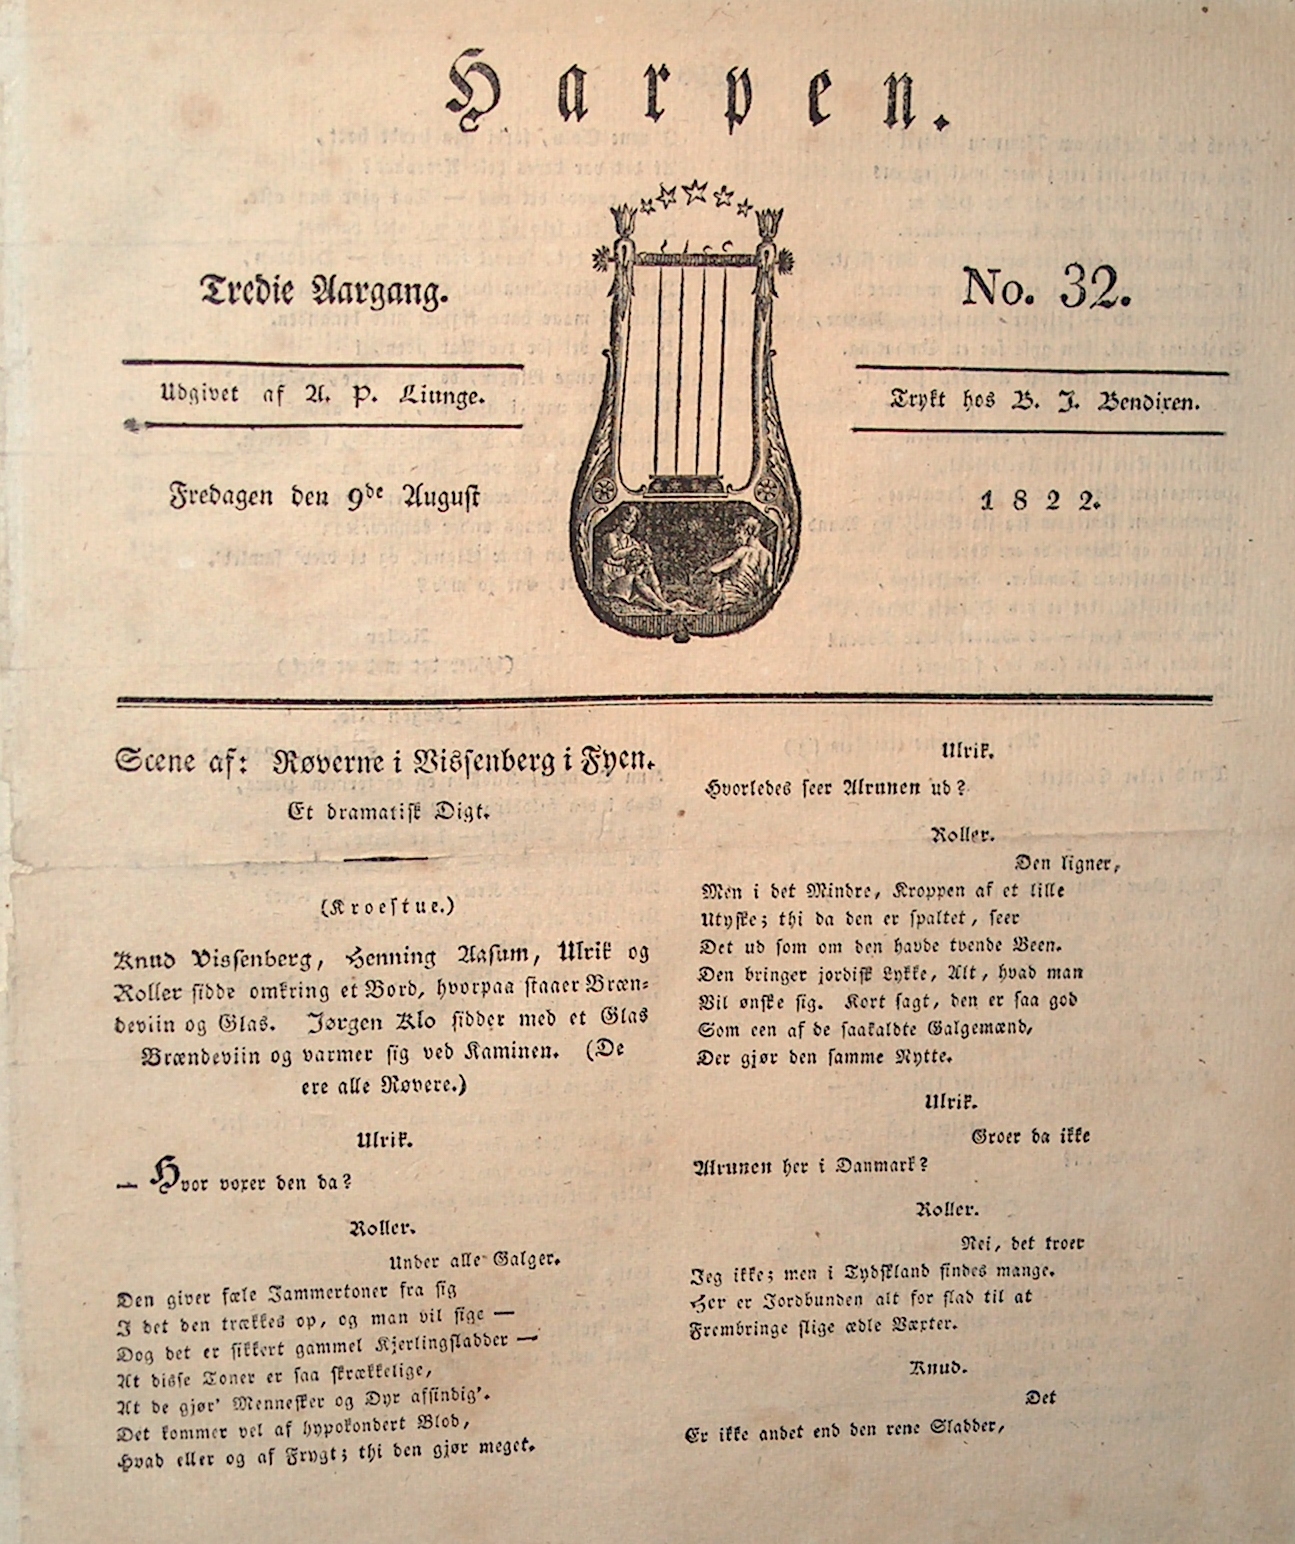 Harpen.
Tredie Aargang.
No. 32.
Udgivet af A. P. Liunge.
Trykt hos B. J. Bendixen.
Fredagen den 9de August
1822.
Scene af: Røverne i Vissenberg i Fyen.
Et dramatisk Digt.
(Kroestue.)
Knud Vissenberg, Henning Aasum, Ulrik og
Roller sidde omkring et Bord, hvorpaa staaer Bræn-
deviin og Glas. Jørgen Klo sidder med et Glas
Brændeviin og varmer sig ved Kaminen. (De
ere alle Røvere.)
Ulrik.
— Hvor voxer den da?
Roller.
Under alle Galger.
Den giver fæle Jammertoner fra sig
I det den trækkes op, og man vil sige —
Dog det er sikkert gammel Kjerlingsladder —
At disse Toner er saa skrækkelige,
At de gjør' Mennesker og Dyr afsindig'.
Det kommer vel af hypokondert Blod,
Hvad eller og af Frygt; thi den gjør meget.
Ulrik.
Hvorledes seer Alrunen ud?
Roller.
Den ligner,
Men i det Mindre, Kroppen af et lille
Utyske; thi da den er spaltet, seer
Det ud som om den havde tvende Been.
Den bringer jordisk Lykke, Alt, hvad man
Vil ønske sig. Kort sagt, den er saa god
Som een af de saakaldte Galgemænd,
Der gjør den samme Nytte.
Ulrik.
Groer da ikke
Alrunen her i Danmark?
Roller.
Nei, det troer
Jeg ikke; men i Tydskland findes mange.
Her er Jordbunden alt for flad til at
Frembringe slige ædle Væxter.
Knud.
Det
Er ikke andet end den rene Sladder,